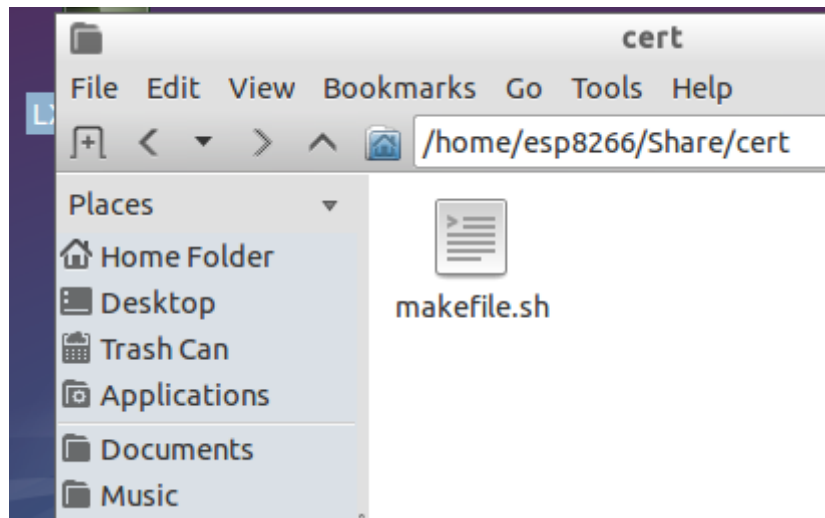 cert
File Edit View Bookmarks Go Tools Help
/home/esp8266/Share/cert
Places
Home Folder
Desktop
Trash Can
Applications
Documents
Music
makefile.sh